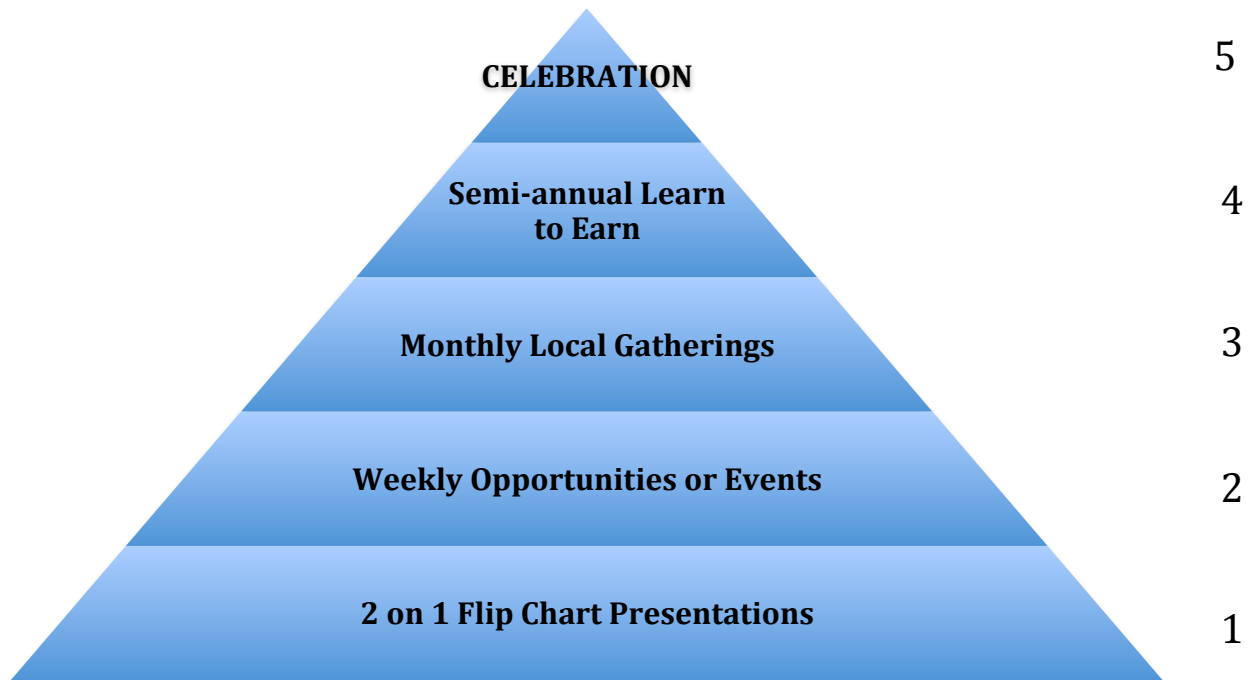 CELEBRATION
5
Semi-annual Learn
to Earn
4
Monthly Local Gatherings
3
Weekly Opportunities or Events
2
2 on 1 Flip Chart Presentations
1